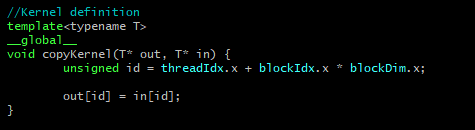 //Kernel definition
template<typename T>
__global__
void copyKernel(T* out, T* in) {
        unsigned id = threadIdx.x + blockIdx.x * blockDim.x;

        out[id] = in[id];
}